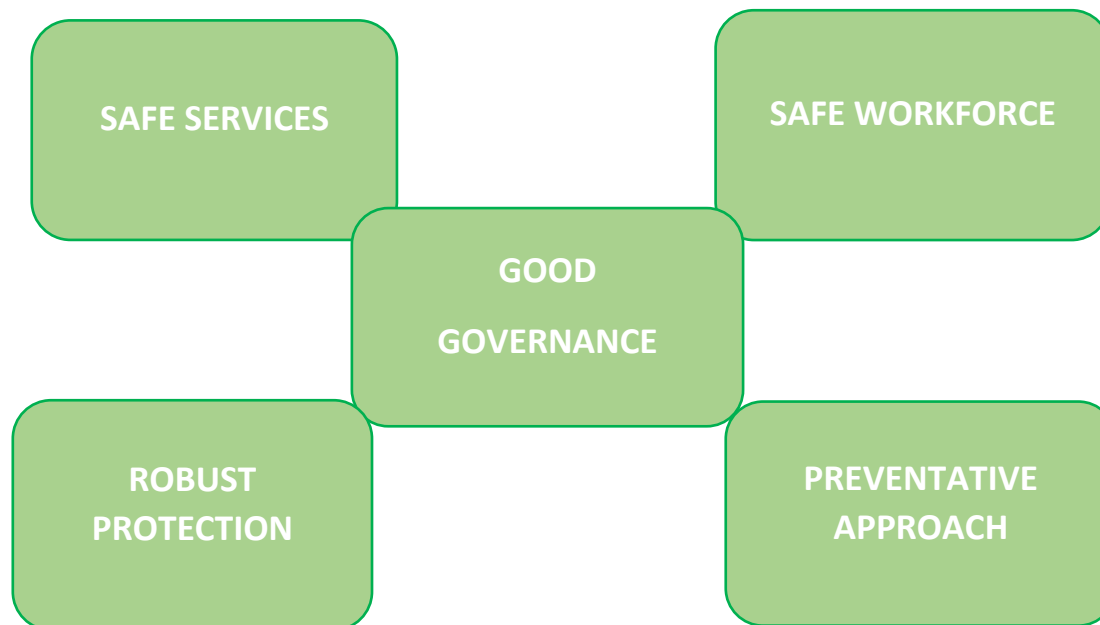 SAFE SERVICES
SAFE WORKFORCE
GOOD
GOVERNANCE
ROBUST
PROTECTION
PREVENTATIVE
APPROACH